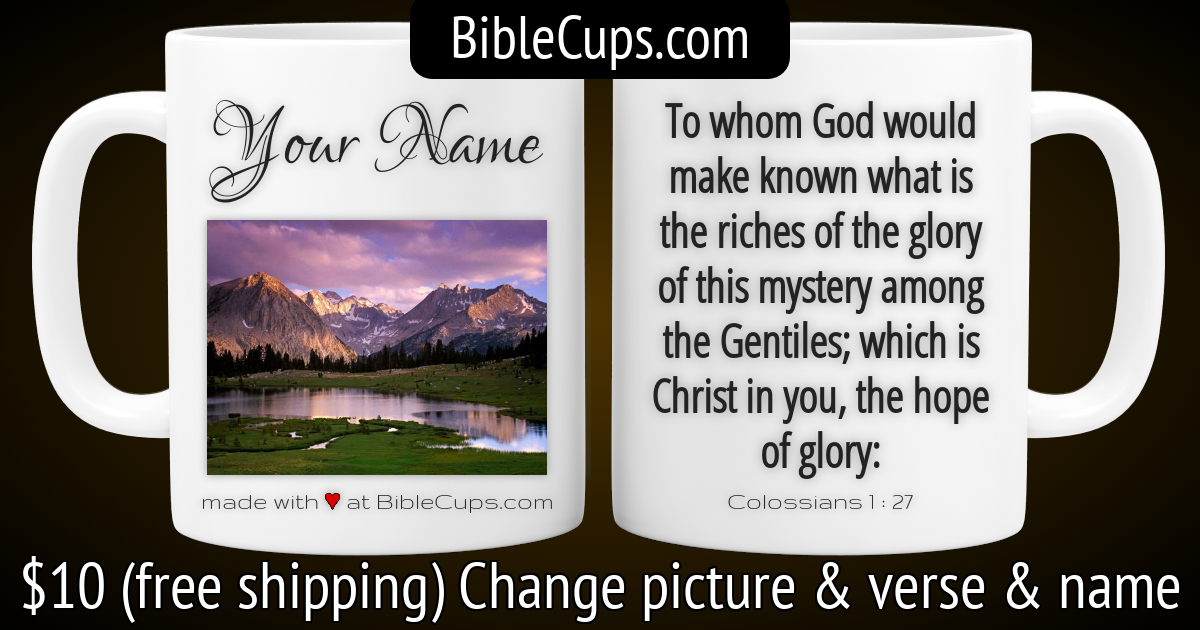 BibleCups.com
Your Name
made with ♥ at BibleCups.com
To whom God would
make known what is
the riches of the glory
of this mystery among
the Gentiles; which is
Christ in you, the hope
of glory:
Colossians 1 : 27
$10 (free shipping) Change picture & verse & name